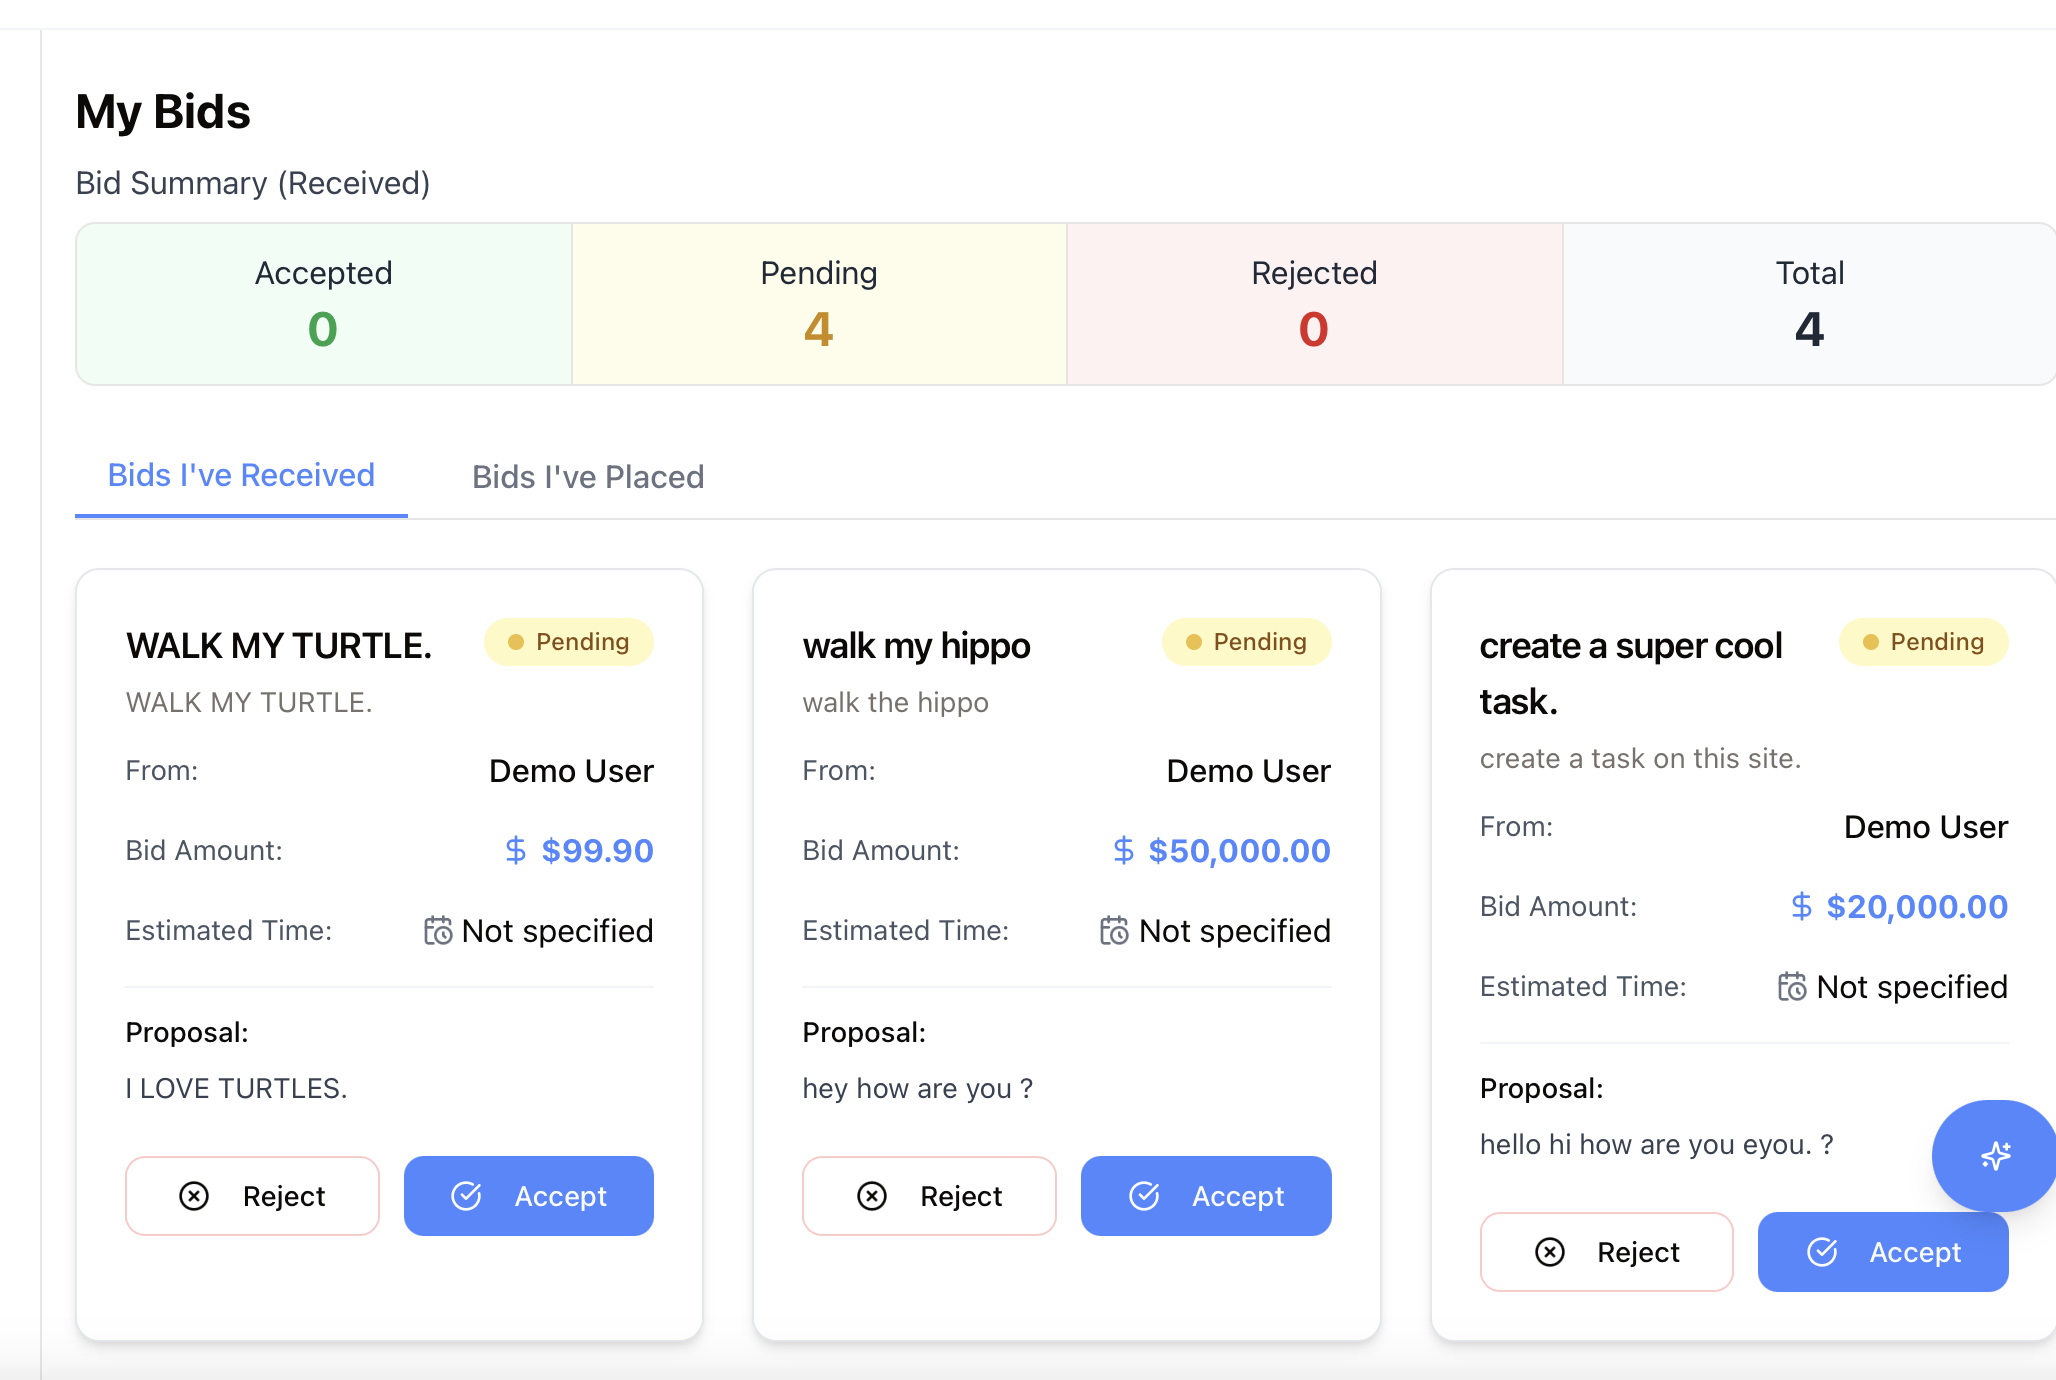 My Bids
Bid Summary (Received)
Accepted
0
Pending
4
Rejected
0
Total
4
Bids I've Received
Bids I've Placed
WALK MY TURTLE.
Pending
WALK MY TURTLE.
From:
Demo User
Bid Amount:
$ $99.90
Estimated Time:
Not specified
Proposal:
I LOVE TURTLES.
Reject
Accept
walk my hippo
Pending
walk the hippo
From:
Demo User
Bid Amount:
$ $50,000.00
Estimated Time:
Not specified
Proposal:
hey how are you ?
Reject
Accept
create a super cool
task.
Pending
create a task on this site.
From:
Demo User
Bid Amount:
$ $20,000.00
Estimated Time:
Not specified
Proposal:
hello hi how are you eyou. ?
Reject
Accept